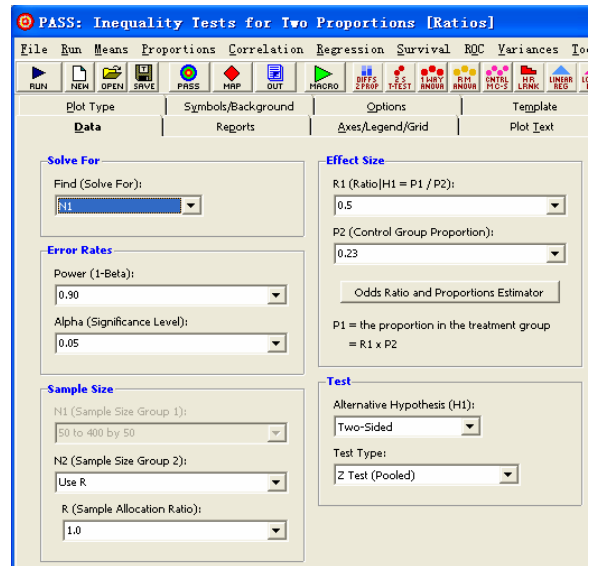 PASS: Inequality Tests for Two Proportions [Ratios]
File Run Means Proportions Correlation Regression Survival ROC Variances
RUN NEW OPEN SAVE PASS MAP OUT MACRO DIFFS 2 PROP 2 S T-TEST 1 WAY ANOVA R M ANOVA CNTRL MC-S H R LRNK LINEAR REG
Plot Type Symbols/Background Options Template
Data Reports Axes/Legend/Grid Plot Text
Solve For
Find (Solve For):
N1
Error Rates
Power (1-Beta):
0.90
Alpha (Significance Level):
0.05
Sample Size
N1 (Sample Size Group 1):
50 to 400 by 50
N2 (Sample Size Group 2):
Use R
R (Sample Allocation Ratio):
1.0
Effect Size
R1 (Ratio|H1 = P1 / P2):
0.5
P2 (Control Group Proportion):
0.23
Odds Ratio and Proportions Estimator
P1 = the proportion in the treatment group
= R1 x P2
Test
Alternative Hypothesis (H1):
Two-Sided
Test Type:
Z Test (Pooled)